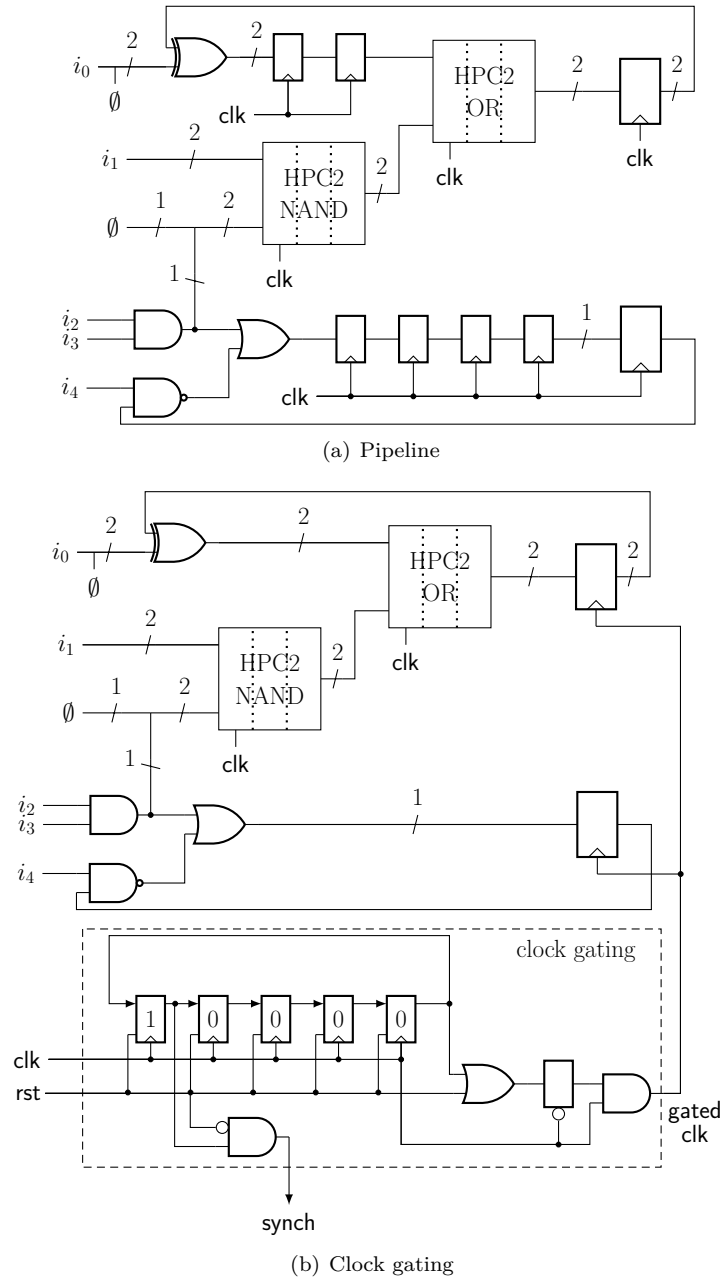 2
2
2
2
i₀
∅
HPC2
OR
clk
clk
clk
2
i₁
HPC2
NAND
2
1
2
∅
clk
1
i₂
i₃
1
i₄
clk
(a) Pipeline
2
2
2
2
i₀
∅
HPC2
OR
2
i₁
HPC2
NAND
2
clk
1
2
∅
clk
1
1
i₂
i₃
i₄
clock gating
1
0
0
0
0
clk
rst
gated
clk
synch
(b) Clock gating